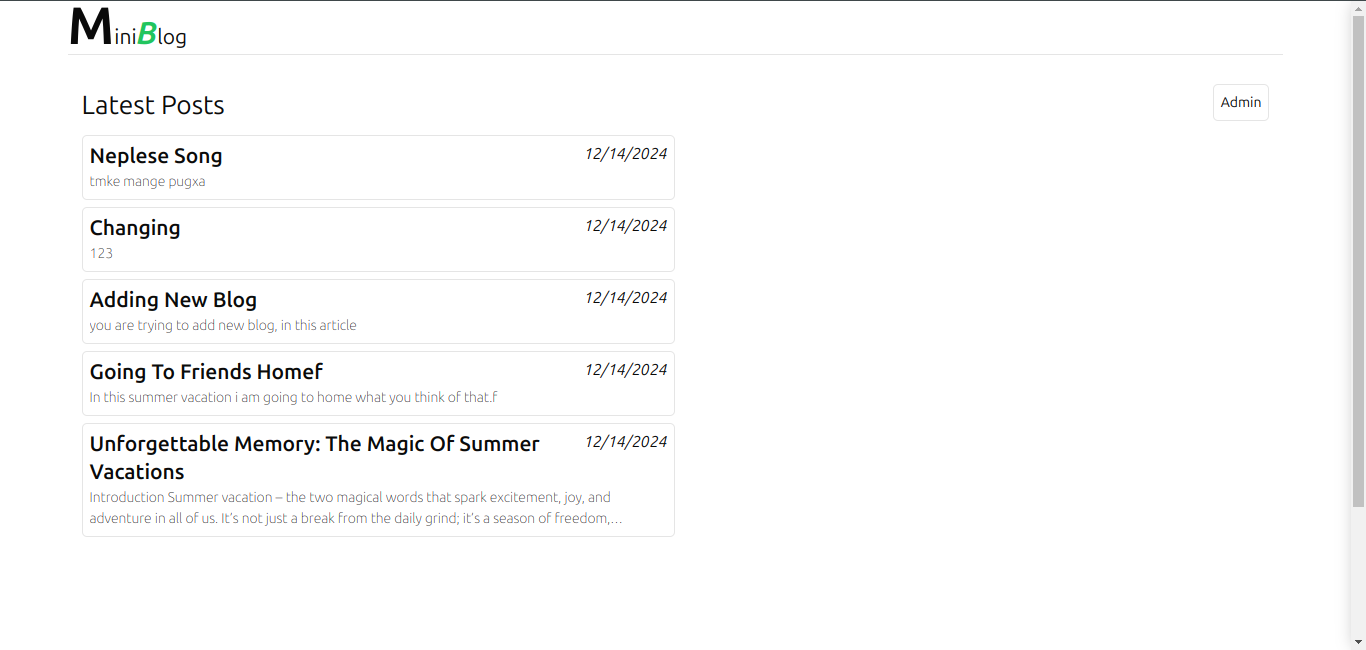 MiniBlog
Latest Posts
Admin
Neplese Song
12/14/2024
tmke mange pugxa
Changing
12/14/2024
123
Adding New Blog
12/14/2024
you are trying to add new blog, in this article
Going To Friends Homef
12/14/2024
In this summer vacation i am going to home what you think of that.f
Unforgettable Memory: The Magic Of Summer
12/14/2024
Vacations
Introduction Summer vacation – the two magical words that spark excitement, joy, and
adventure in all of us. It’s not just a break from the daily grind; it’s a season of freedom,…